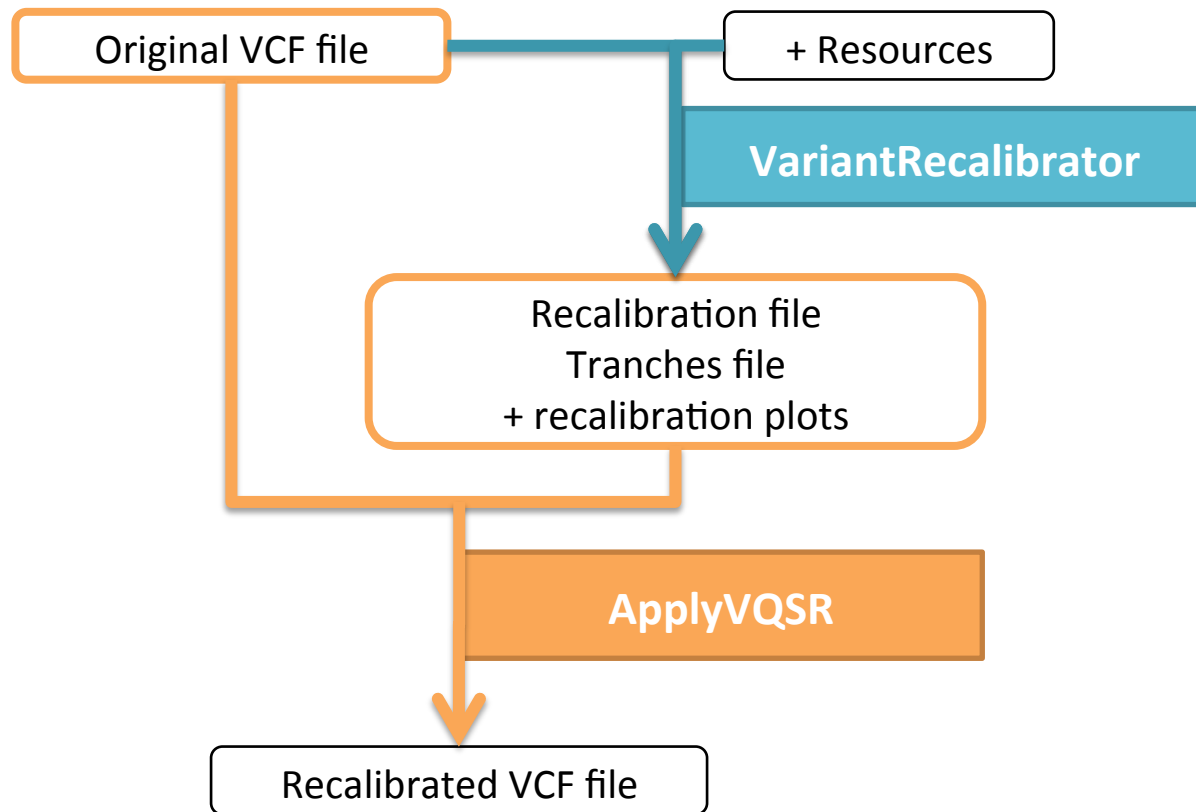 Original VCF file
+ Resources
VariantRecalibrator
Recalibration file
Tranches file
+ recalibration plots
ApplyVQSR
Recalibrated VCF file